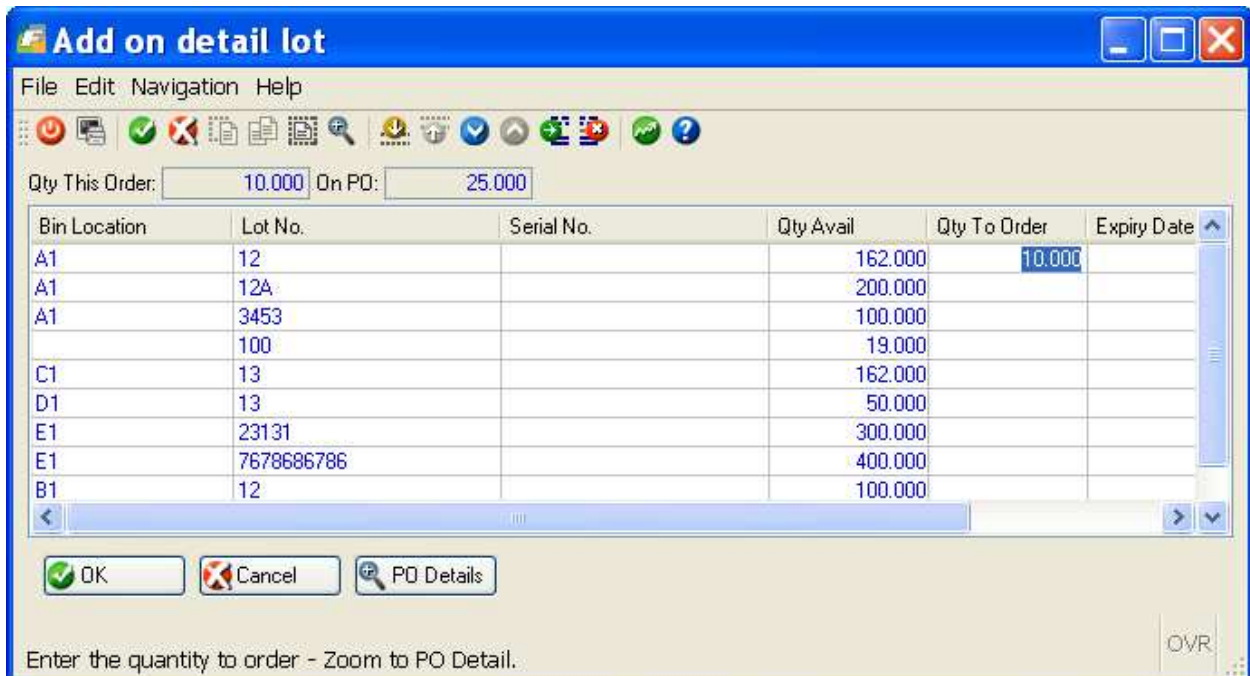 Add on detail lot
File Edit Navigation Help
Qty This Order: 10.000 On PO: 25.000
Bin Location Lot No. Serial No. Qty Avail Qty To Order Expiry Date
A1 12 162.000 10.000
A1 12A 200.000
A1 3453 100.000
100 19.000
C1 13 162.000
D1 13 50.000
E1 23131 300.000
E1 7678686786 400.000
B1 12 100.000
OK Cancel PO Details
OVR
Enter the quantity to order - Zoom to PO Detail.